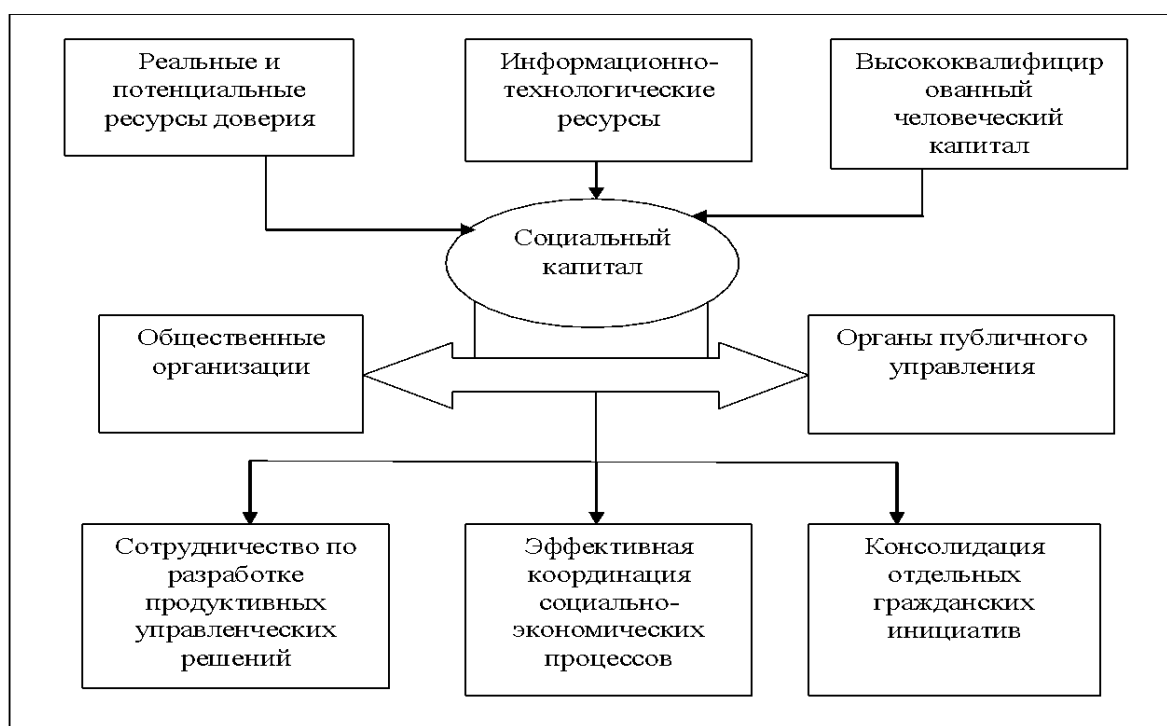 Реальные и
потенциальные
ресурсы доверия
Информационно-
технологические
ресурсы
Высококвалифицир
ованный
человеческий
капитал
Социальный
капитал
Общественные
организации
Органы публичного
управления
Сотрудничество по
разработке
продуктивных
управленческих
решений
Эффективная
координация
социально-
экономических
процессов
Консолидация
отдельных
гражданских
инициатив